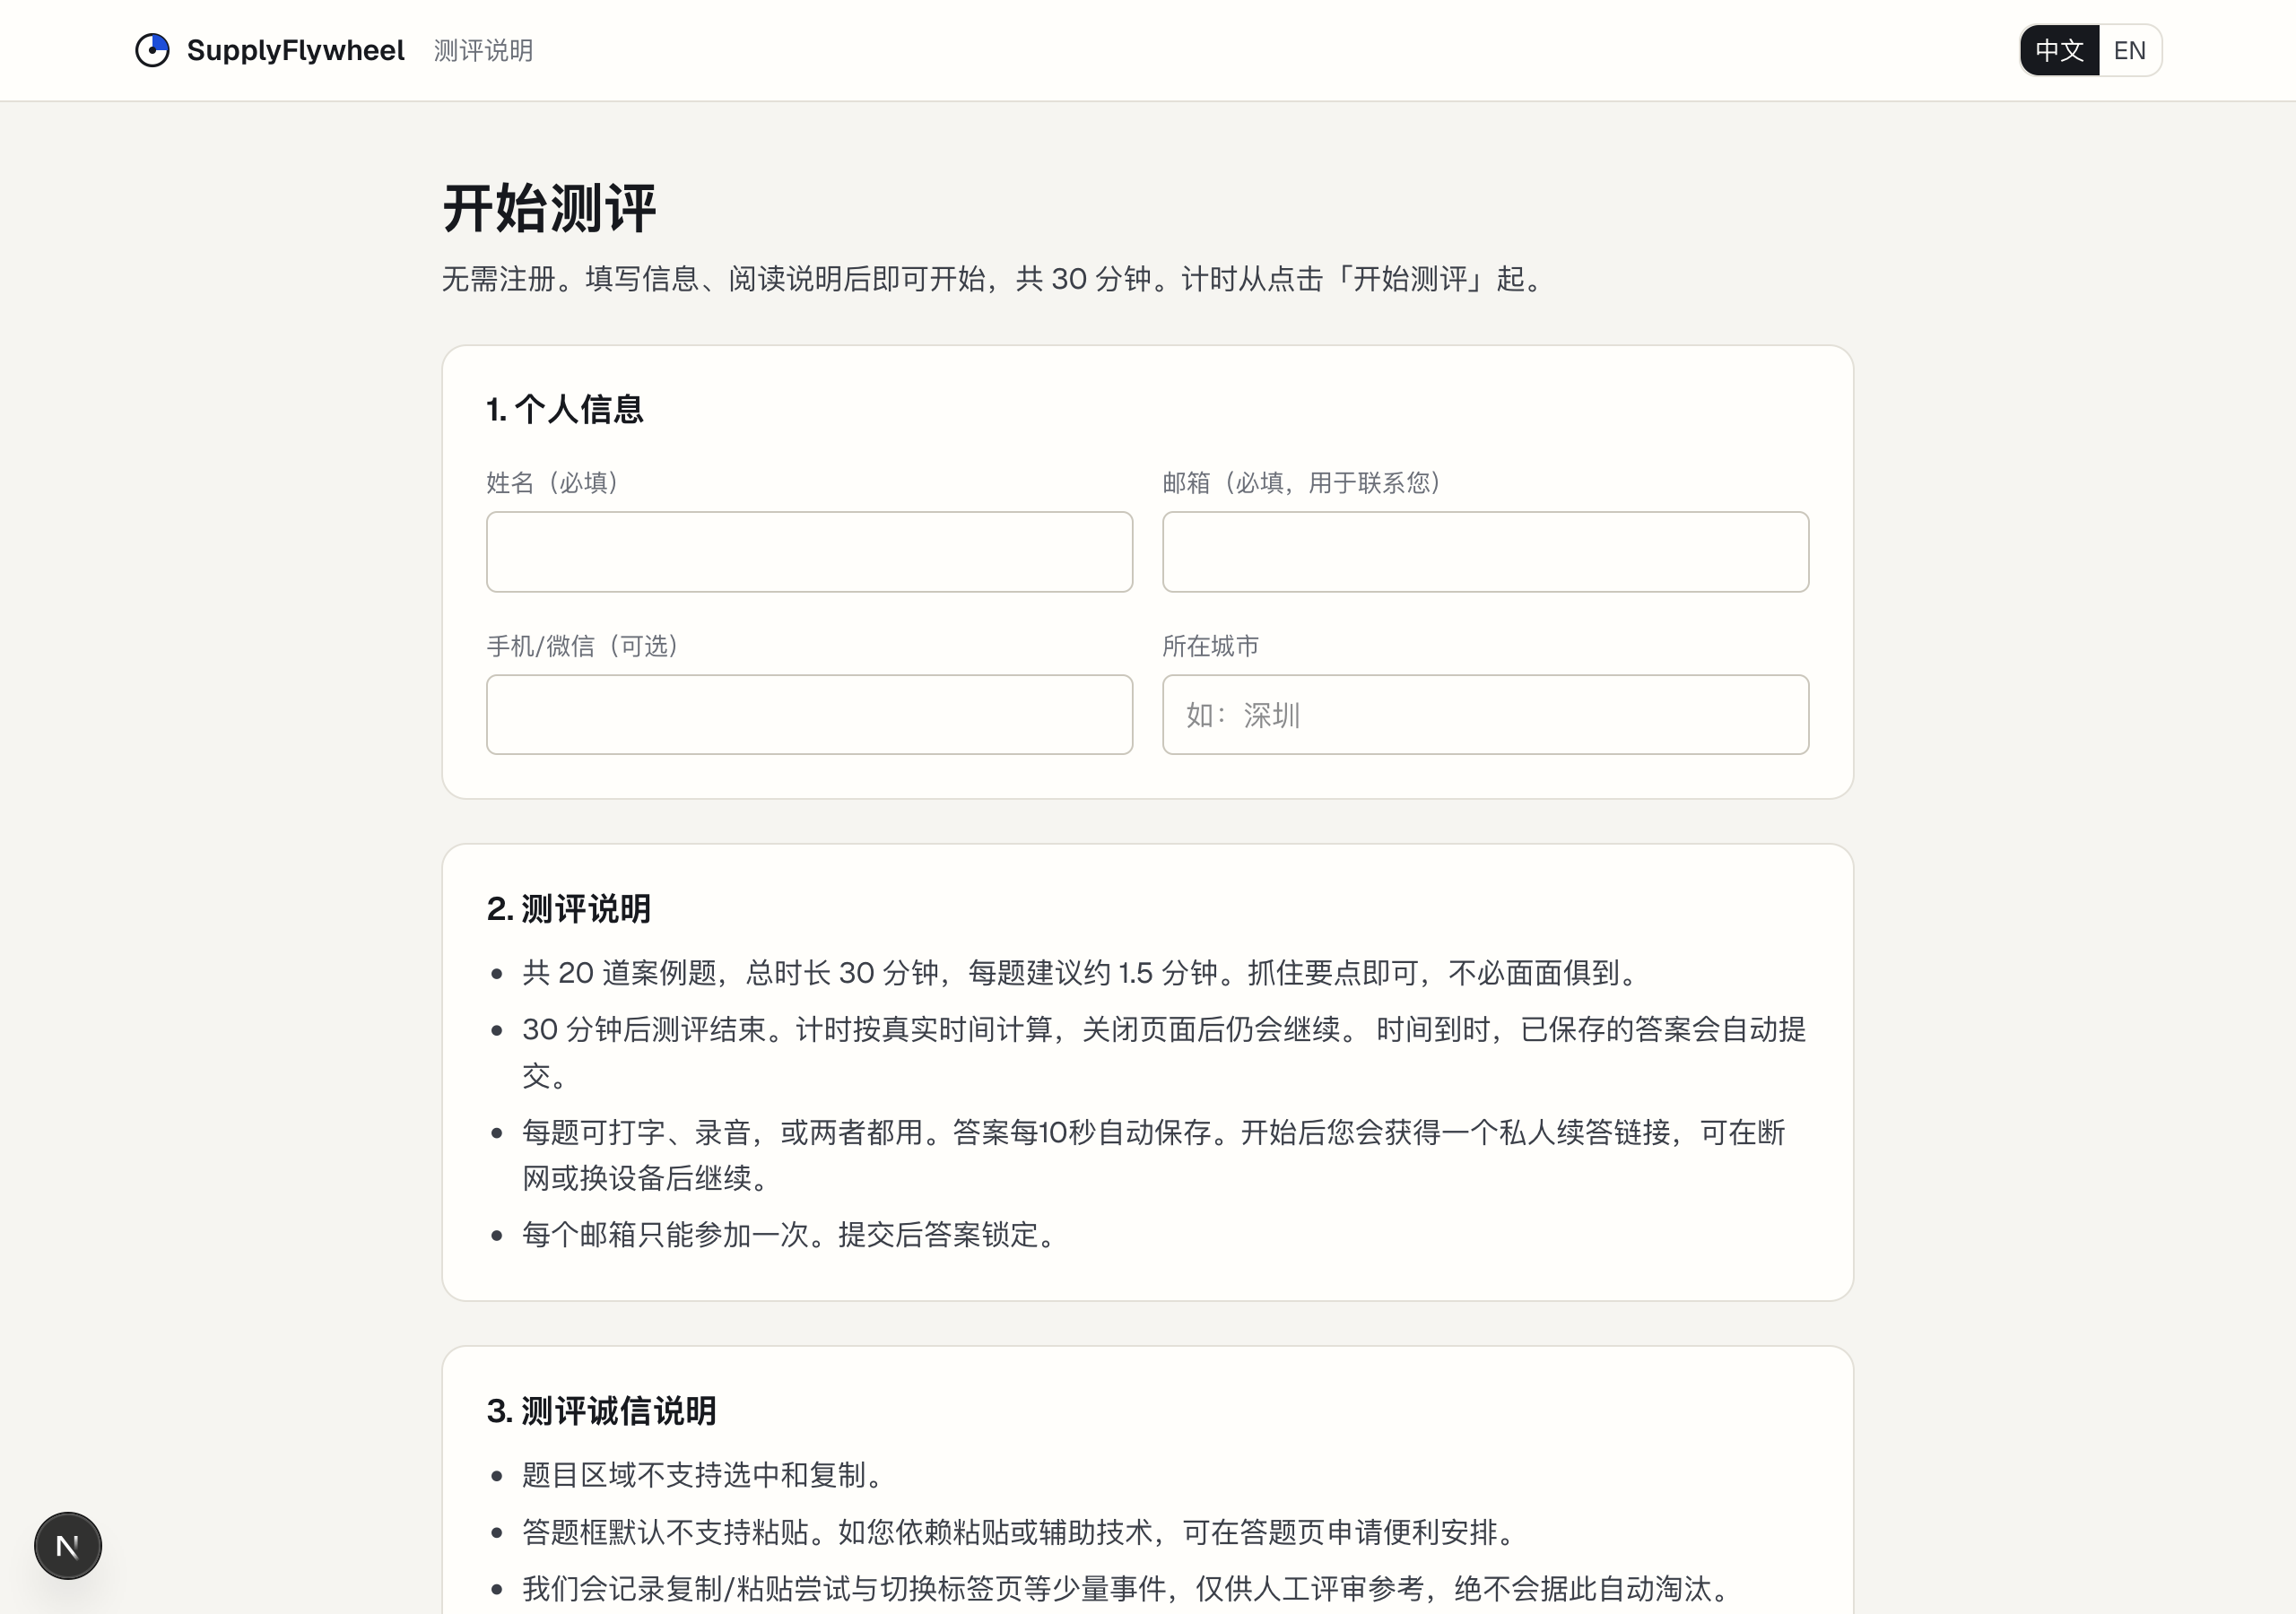 SupplyFlywheel 测评说明 中文 EN
开始测评
无需注册。填写信息、阅读说明后即可开始，共 30 分钟。计时从点击「开始测评」起。
1. 个人信息
姓名（必填） 邮箱（必填，用于联系您）
手机/微信（可选） 所在城市
如：深圳
2. 测评说明
共 20 道案例题，总时长 30 分钟，每题建议约 1.5 分钟。抓住要点即可，不必面面俱到。
30 分钟后测评结束。计时按真实时间计算，关闭页面后仍会继续。 时间到时，已保存的答案会自动提
交。
每题可打字、录音，或两者都用。答案每10秒自动保存。开始后您会获得一个私人续答链接，可在断
网或换设备后继续。
每个邮箱只能参加一次。提交后答案锁定。
3. 测评诚信说明
题目区域不支持选中和复制。
答题框默认不支持粘贴。如您依赖粘贴或辅助技术，可在答题页申请便利安排。
我们会记录复制/粘贴尝试与切换标签页等少量事件，仅供人工评审参考，绝不会据此自动淘汰。
N